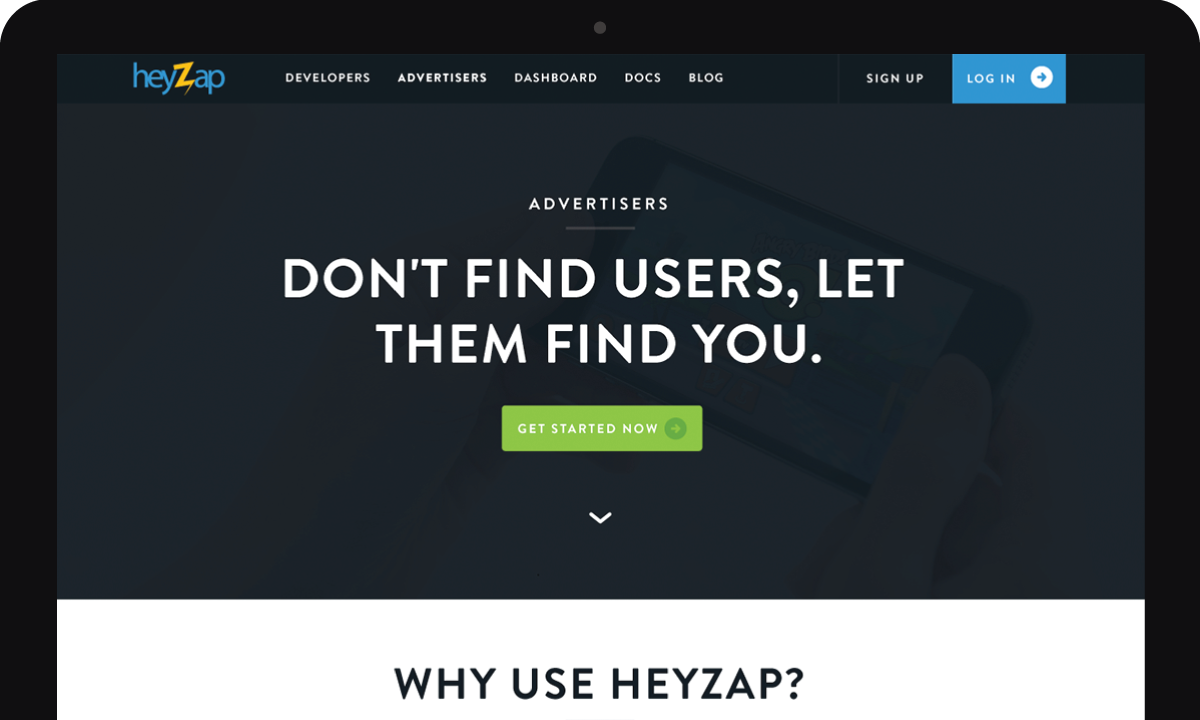 heyZap
DEVELOPERS
ADVERTISERS
DASHBOARD
DOCS
BLOG
SIGN UP
LOG IN
ADVERTISERS
DON'T FIND USERS, LET
THEM FIND YOU.
GET STARTED NOW
WHY USE HEYZAP?